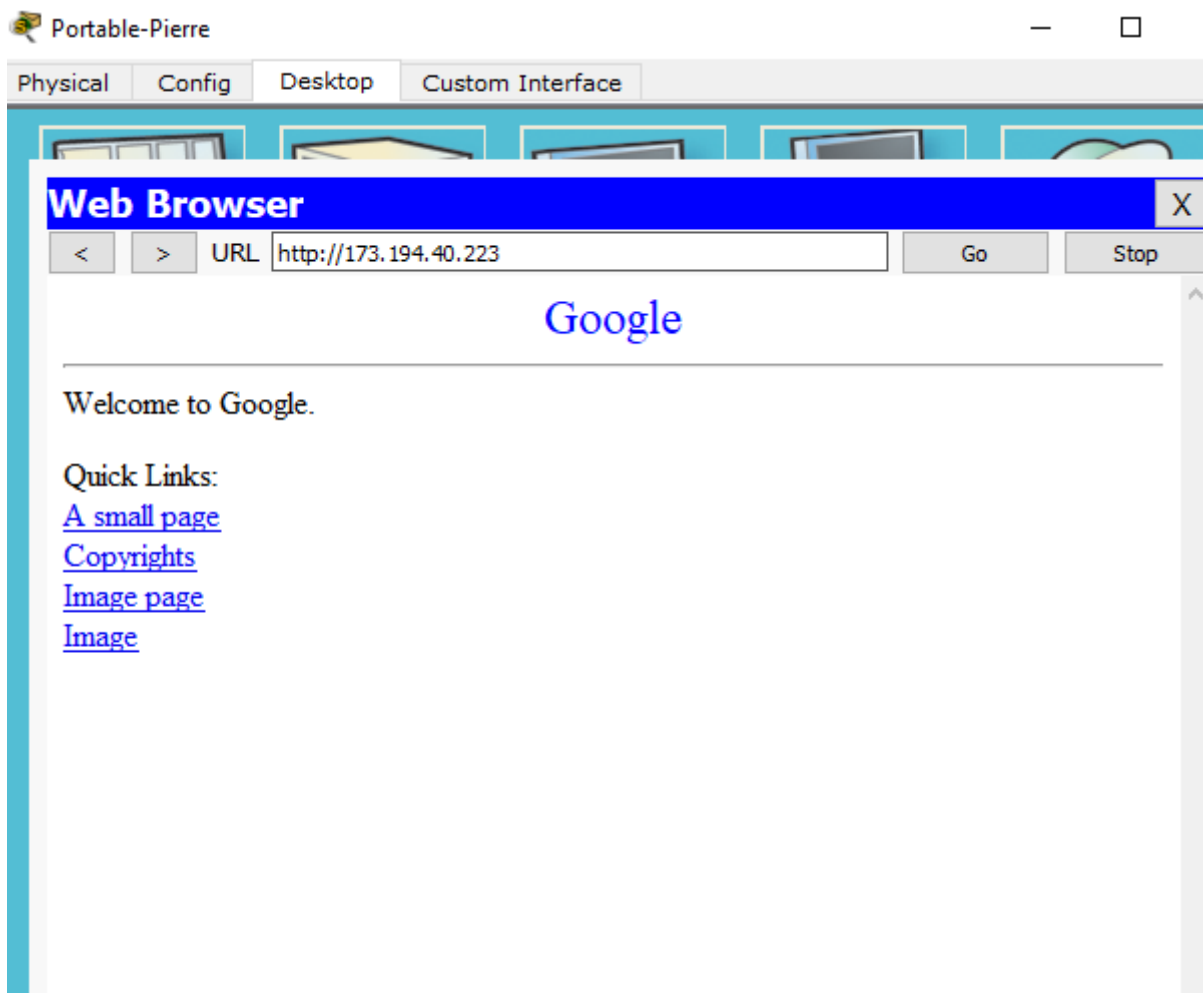 Portable-Pierre
Physical Config Desktop Custom Interface
Web Browser X
< > URL http://173.194.40.223 Go Stop
Google
Welcome to Google.
Quick Links:
A small page
Copyrights
Image page
Image